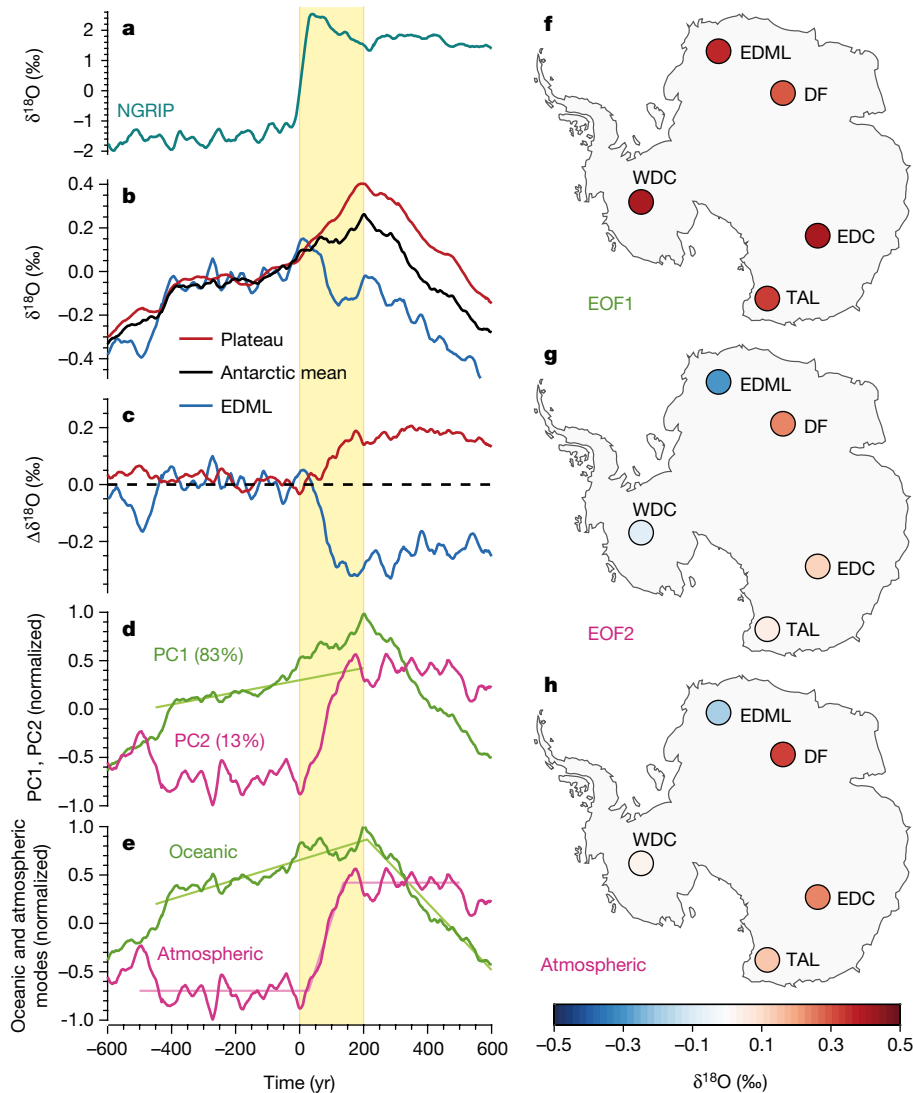 a
δ18O (‰)
2
1
0
−1
−2
NGRIP
b
δ18O (‰)
0.4
0.2
0.0
−0.2
−0.4
Plateau
Antarctic mean
EDML
c
Δδ18O (‰)
0.2
0.0
−0.2
d
PC1, PC2 (normalized)
1.0
0.5
0.0
−0.5
−1.0
PC1 (83%)
PC2 (13%)
e
Oceanic and atmospheric
modes (normalized)
1.0
0.5
0.0
−0.5
−1.0
Oceanic
Atmospheric
−600 −400 −200 0 200 400 600
Time (yr)
f
EDML
DF
WDC
EDC
TAL
EOF1
g
EDML
DF
WDC
EDC
TAL
EOF2
h
EDML
DF
WDC
EDC
TAL
Atmospheric
−0.5 −0.3 −0.1 0.1 0.3 0.5
δ18O (‰)